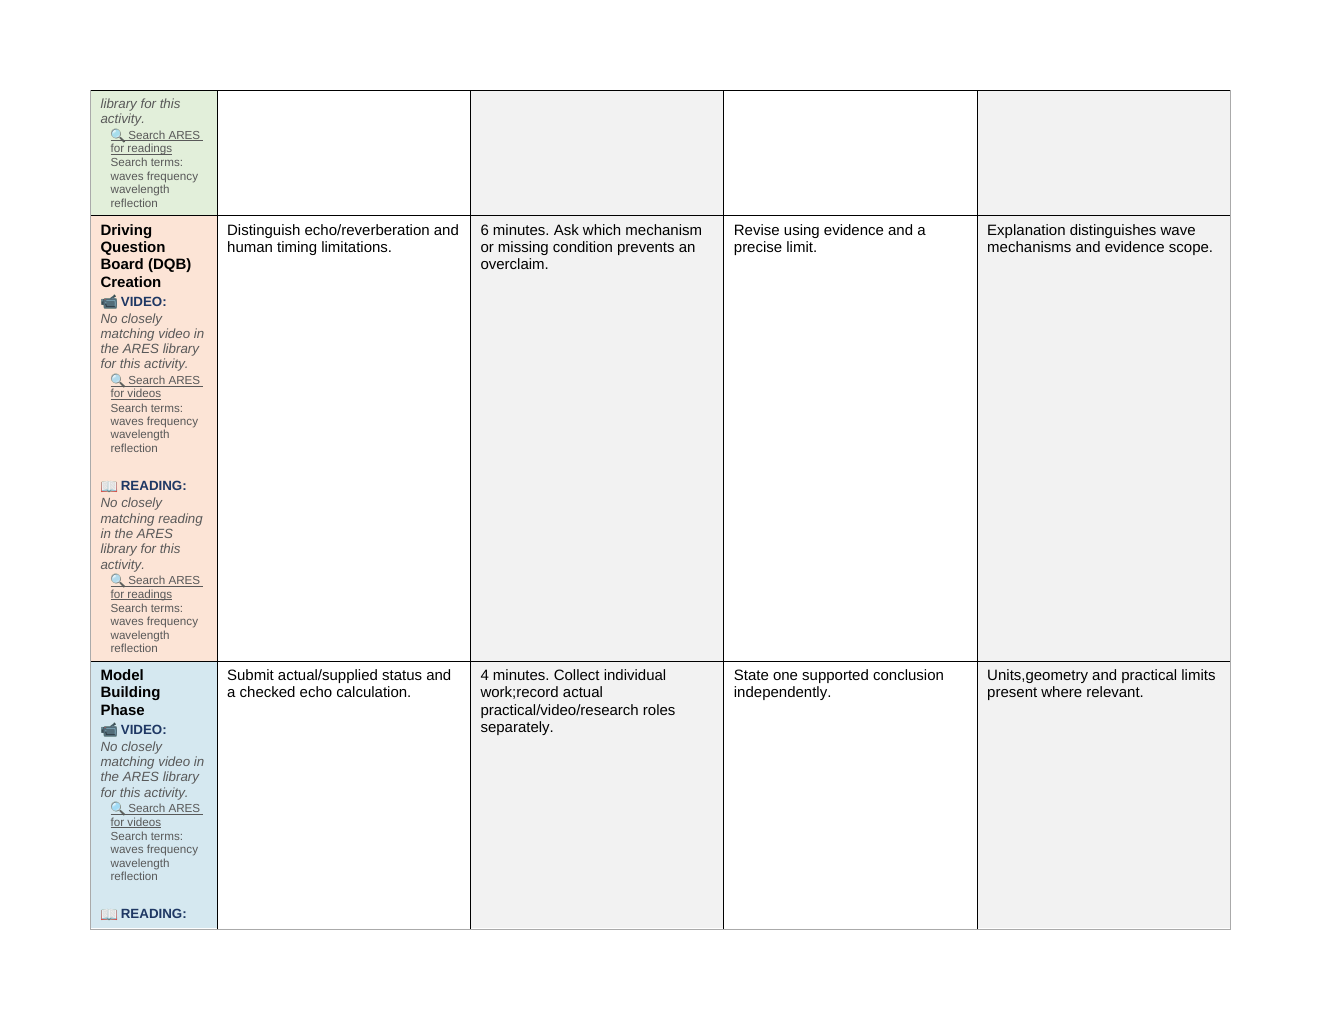 library for this
activity.
🔍 Search ARES
for readings
Search terms:
waves frequency
wavelength
reflection
Driving
Question
Board (DQB)
Creation
📹 VIDEO:
No closely
matching video in
the ARES library
for this activity.
🔍 Search ARES
for videos
Search terms:
waves frequency
wavelength
reflection
📖 READING:
No closely
matching reading
in the ARES
library for this
activity.
🔍 Search ARES
for readings
Search terms:
waves frequency
wavelength
reflection
Distinguish echo/reverberation and
human timing limitations.
6 minutes. Ask which mechanism
or missing condition prevents an
overclaim.
Revise using evidence and a
precise limit.
Explanation distinguishes wave
mechanisms and evidence scope.
Model
Building
Phase
📹 VIDEO:
No closely
matching video in
the ARES library
for this activity.
🔍 Search ARES
for videos
Search terms:
waves frequency
wavelength
reflection
📖 READING:
Submit actual/supplied status and
a checked echo calculation.
4 minutes. Collect individual
work;record actual
practical/video/research roles
separately.
State one supported conclusion
independently.
Units,geometry and practical limits
present where relevant.